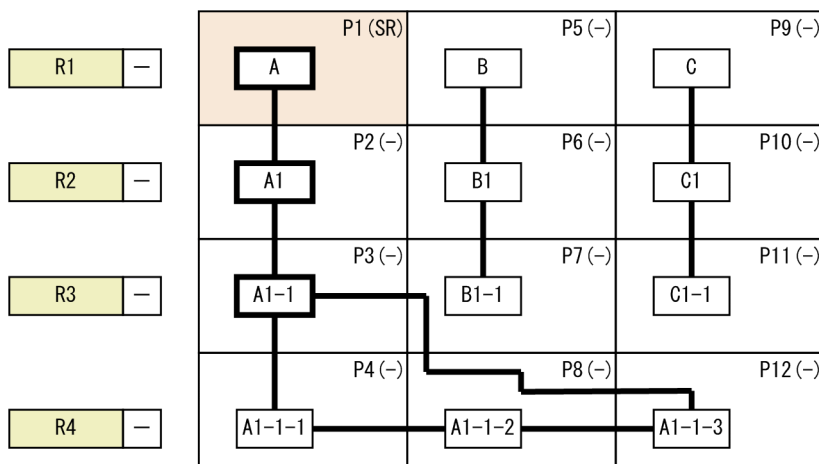 P1(SR) P5(-) P9(-)
R1 - A B C
P2(-) P6(-) P10(-)
R2 - A1 B1 C1
P3(-) P7(-) P11(-)
R3 - A1-1 B1-1 C1-1
P4(-) P8(-) P12(-)
R4 - A1-1-1 A1-1-2 A1-1-3